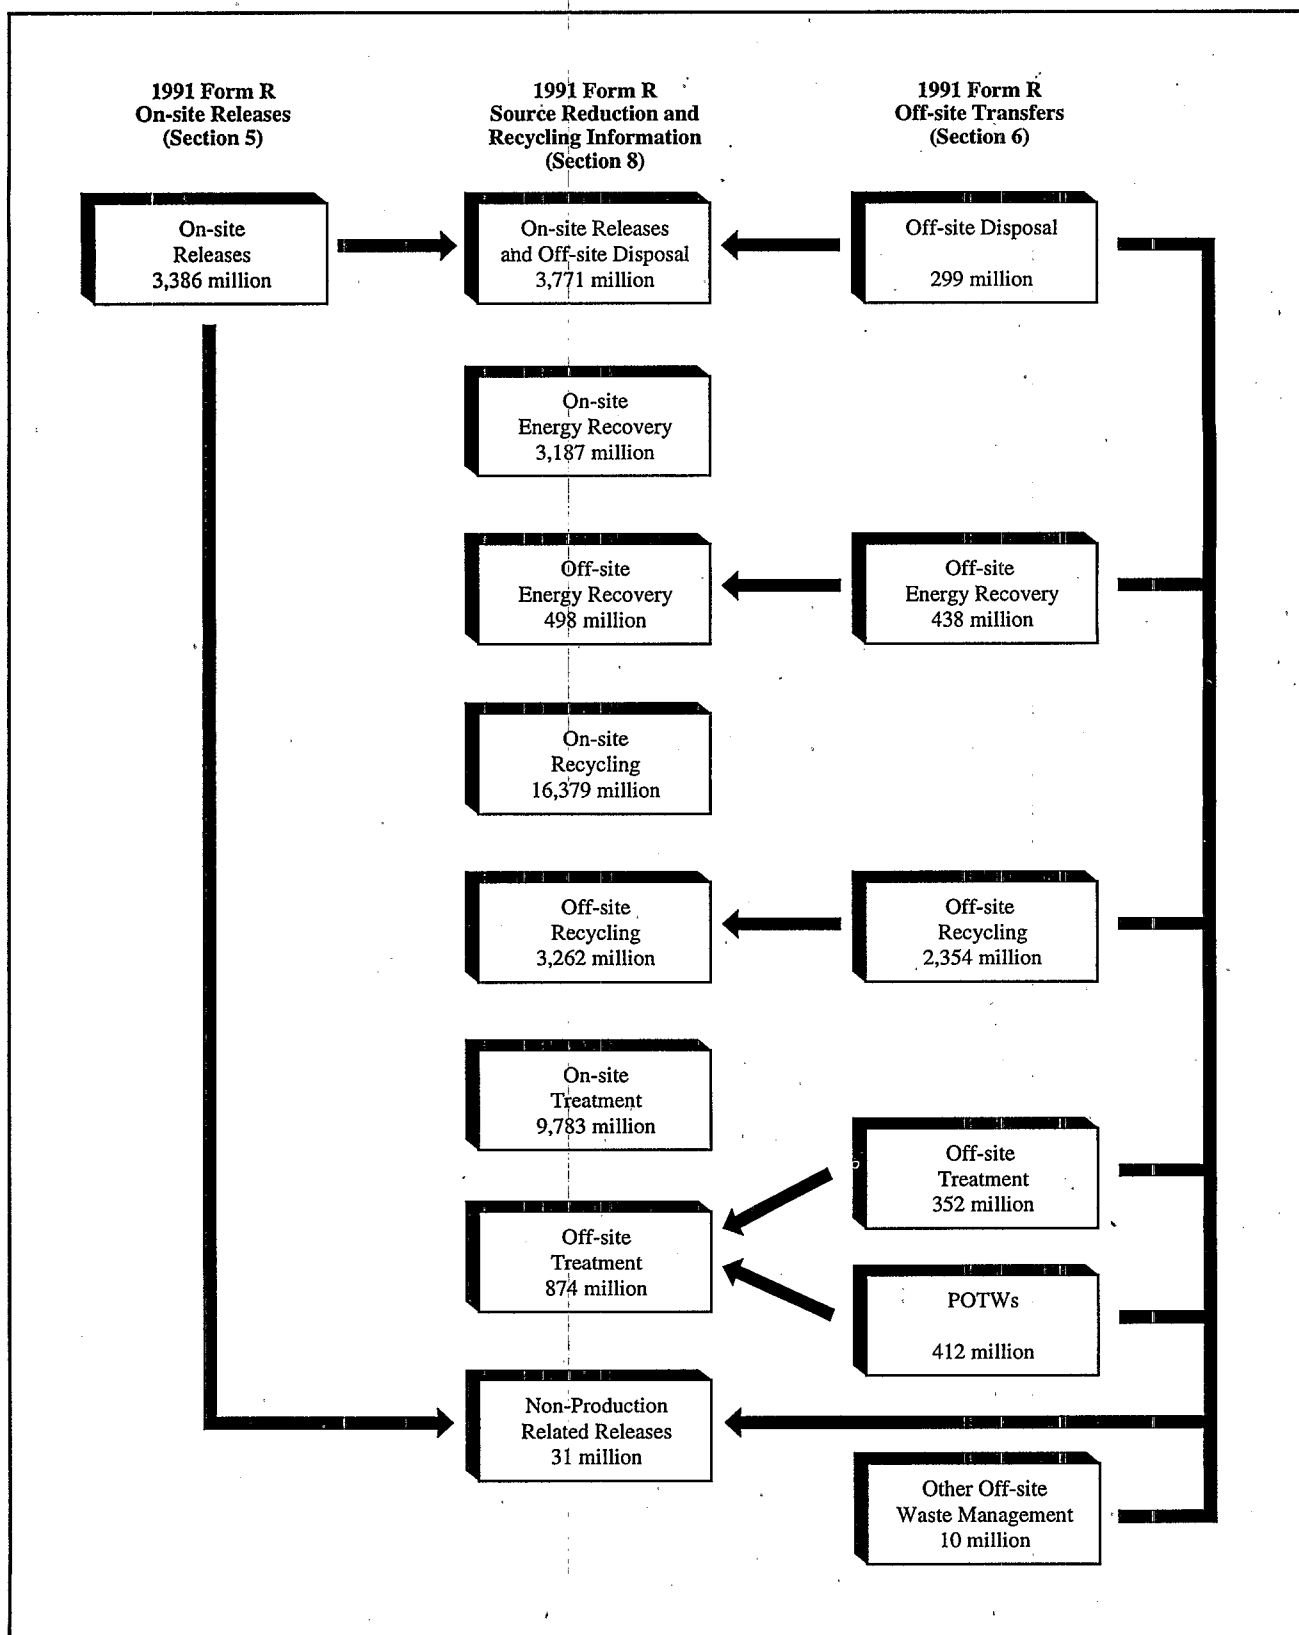 1991 Form R
On-site Releases
(Section 5)
1991 Form R
Source Reduction and
Recycling Information
(Section 8)
1991 Form R
Off-site Transfers
(Section 6)
On-site
Releases
3,386 million
On-site Releases
and Off-site Disposal
3,771 million
Off-site Disposal
299 million
On-site
Energy Recovery
3,187 million
Off-site
Energy Recovery
498 million
Off-site
Energy Recovery
438 million
On-site
Recycling
16,379 million
Off-site
Recycling
3,262 million
Off-site
Recycling
2,354 million
On-site
Treatment
9,783 million
Off-site
Treatment
352 million
Off-site
Treatment
874 million
POTWs
412 million
Non-Production
Related Releases
31 million
Other Off-site
Waste Management
10 million